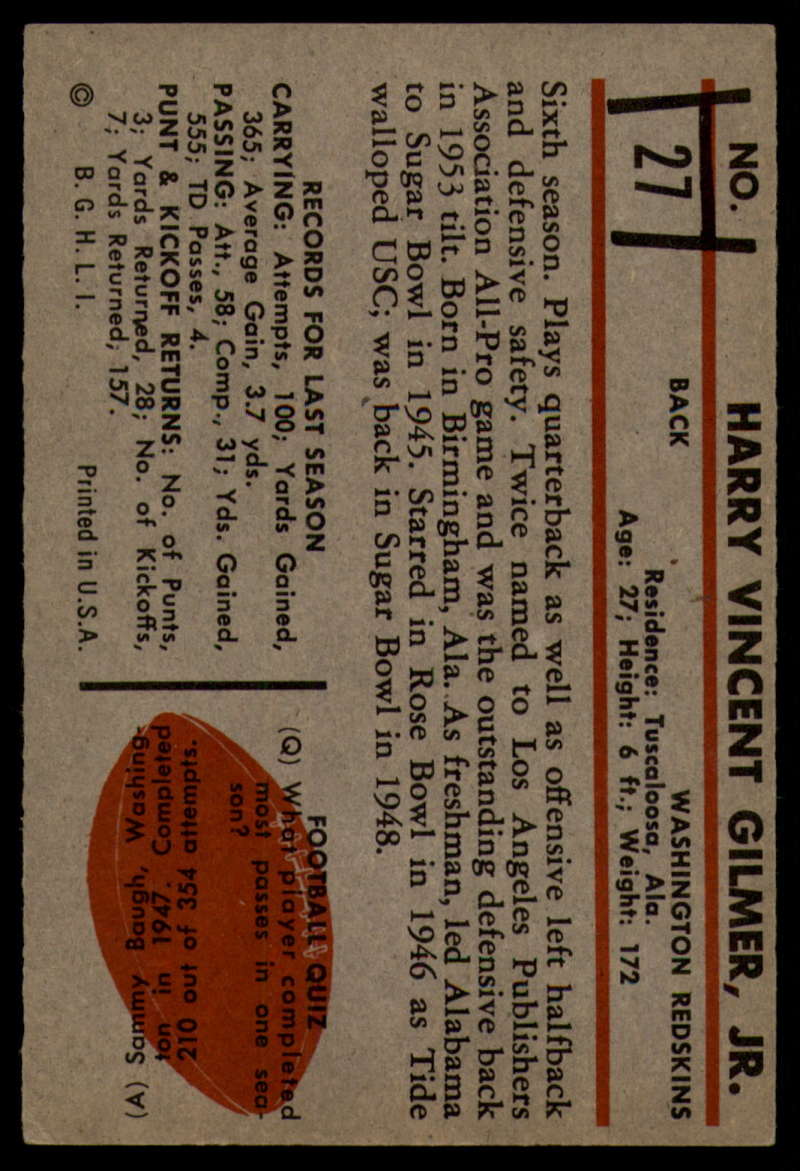 NO.
27
HARRY VINCENT GILMER, JR.
BACK
WASHINGTON REDSKINS
Residence: Tuscaloosa, Ala.
Age: 27; Height: 6 ft.; Weight: 172
Sixth season. Plays quarterback as well as offensive left halfback
and defensive safety. Twice named to Los Angeles Publishers
Association All-Pro game and was the outstanding defensive back
in 1953 tilt. Born in Birmingham, Ala. As freshman, led Alabama
to Sugar Bowl in 1945. Starred in Rose Bowl in 1946 as Tide
walloped USC; was back in Sugar Bowl in 1948.
RECORDS FOR LAST SEASON
CARRYING: Attempts, 100; Yards Gained,
365; Average Gain, 3.7 yds.
PASSING: Att., 58; Comp., 31; Yds. Gained,
555; TD Passes, 4.
PUNT & KICKOFF RETURNS: No. of Punts,
3; Yards Returned, 28; No. of Kickoffs,
7; Yards Returned, 157.
© B. G. H. L. I.
Printed in U.S.A.
FOOTBALL QUIZ
(Q) What player completed
most passes in one sea-
son?
(A) Sammy Baugh, Washing-
ton in 1947. Completed
210 out of 354 attempts.